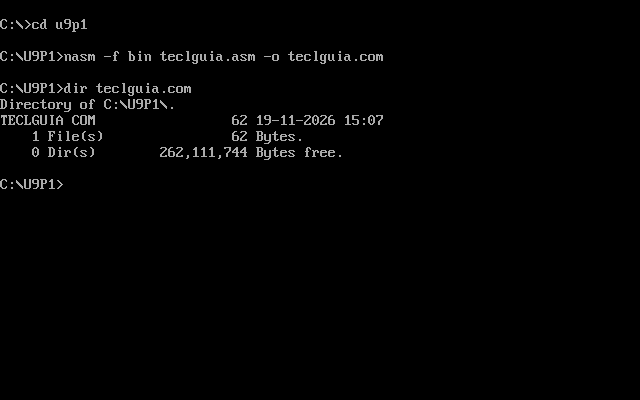 C:\>cd u9p1
C:\U9P1>nasm -f bin teclguia.asm -o teclguia.com
C:\U9P1>dir teclguia.com
Directory of C:\U9P1\.
TECLGUIA COM                 62 19-11-2026 15:07
    1 File(s)                62 Bytes.
    0 Dir(s)        262,111,744 Bytes free.
C:\U9P1>